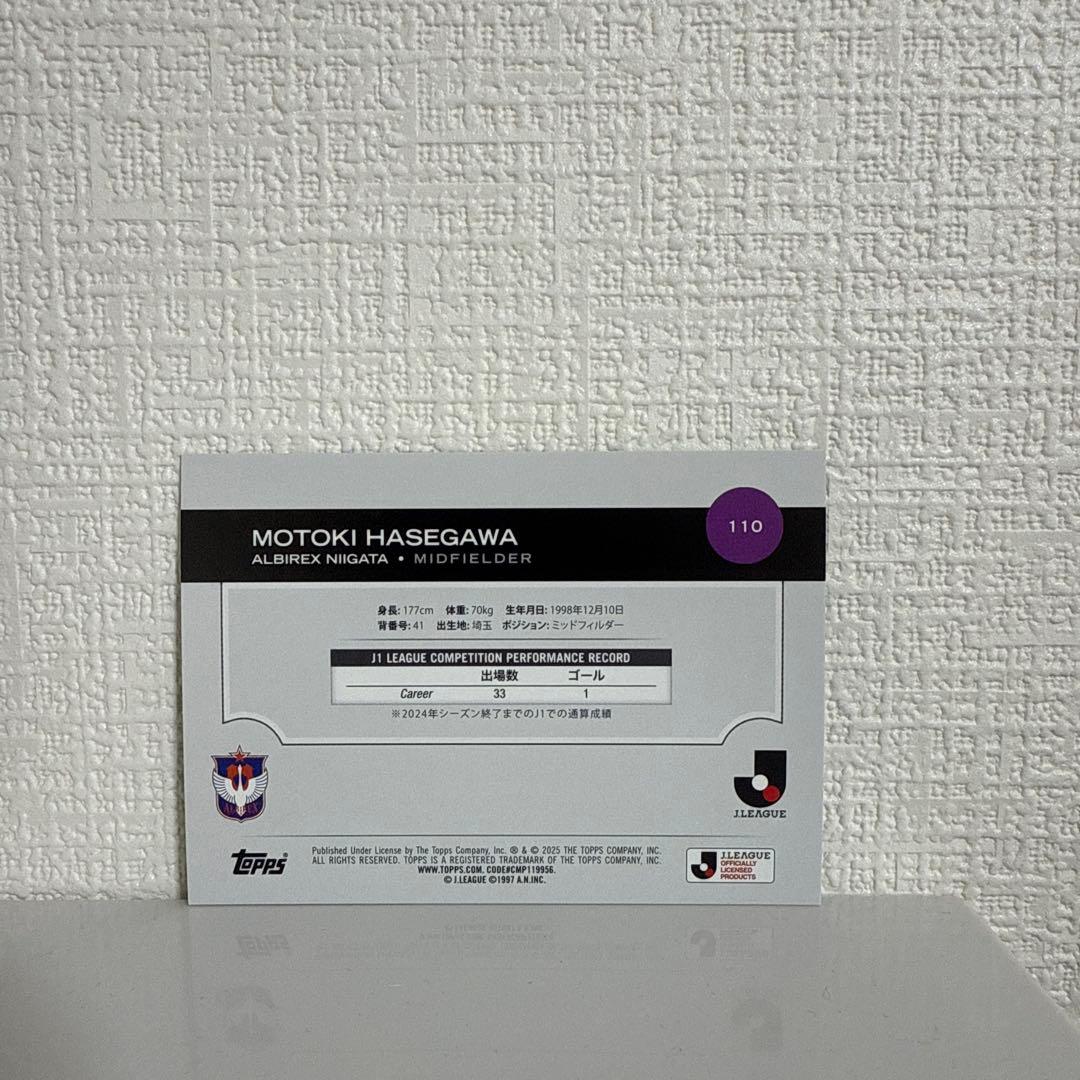 MOTOKI HASEGAWA
110
ALBIREX NIIGATA • MIDFIELDER
身長: 177cm 体重: 70kg 生年月日: 1998年12月10日
背番号: 41 出生地: 埼玉 ポジション: ミッドフィルダー
J1 LEAGUE COMPETITION PERFORMANCE RECORD
出場数 ゴール
Career 33 1
※2024年シーズン終了までのJ1での通算成績
ALBIREX
J.LEAGUE
Topps
Published Under License by The Topps Company, Inc. ® & © 2025 THE TOPPS COMPANY, INC.
ALL RIGHTS RESERVED. TOPPS IS A REGISTERED TRADEMARK OF THE TOPPS COMPANY, INC.
WWW.TOPPS.COM. CODE#CMP119956.
© J.LEAGUE ©1997 A.N.INC.
J.LEAGUE
OFFICIALLY
LICENSED
PRODUCTS